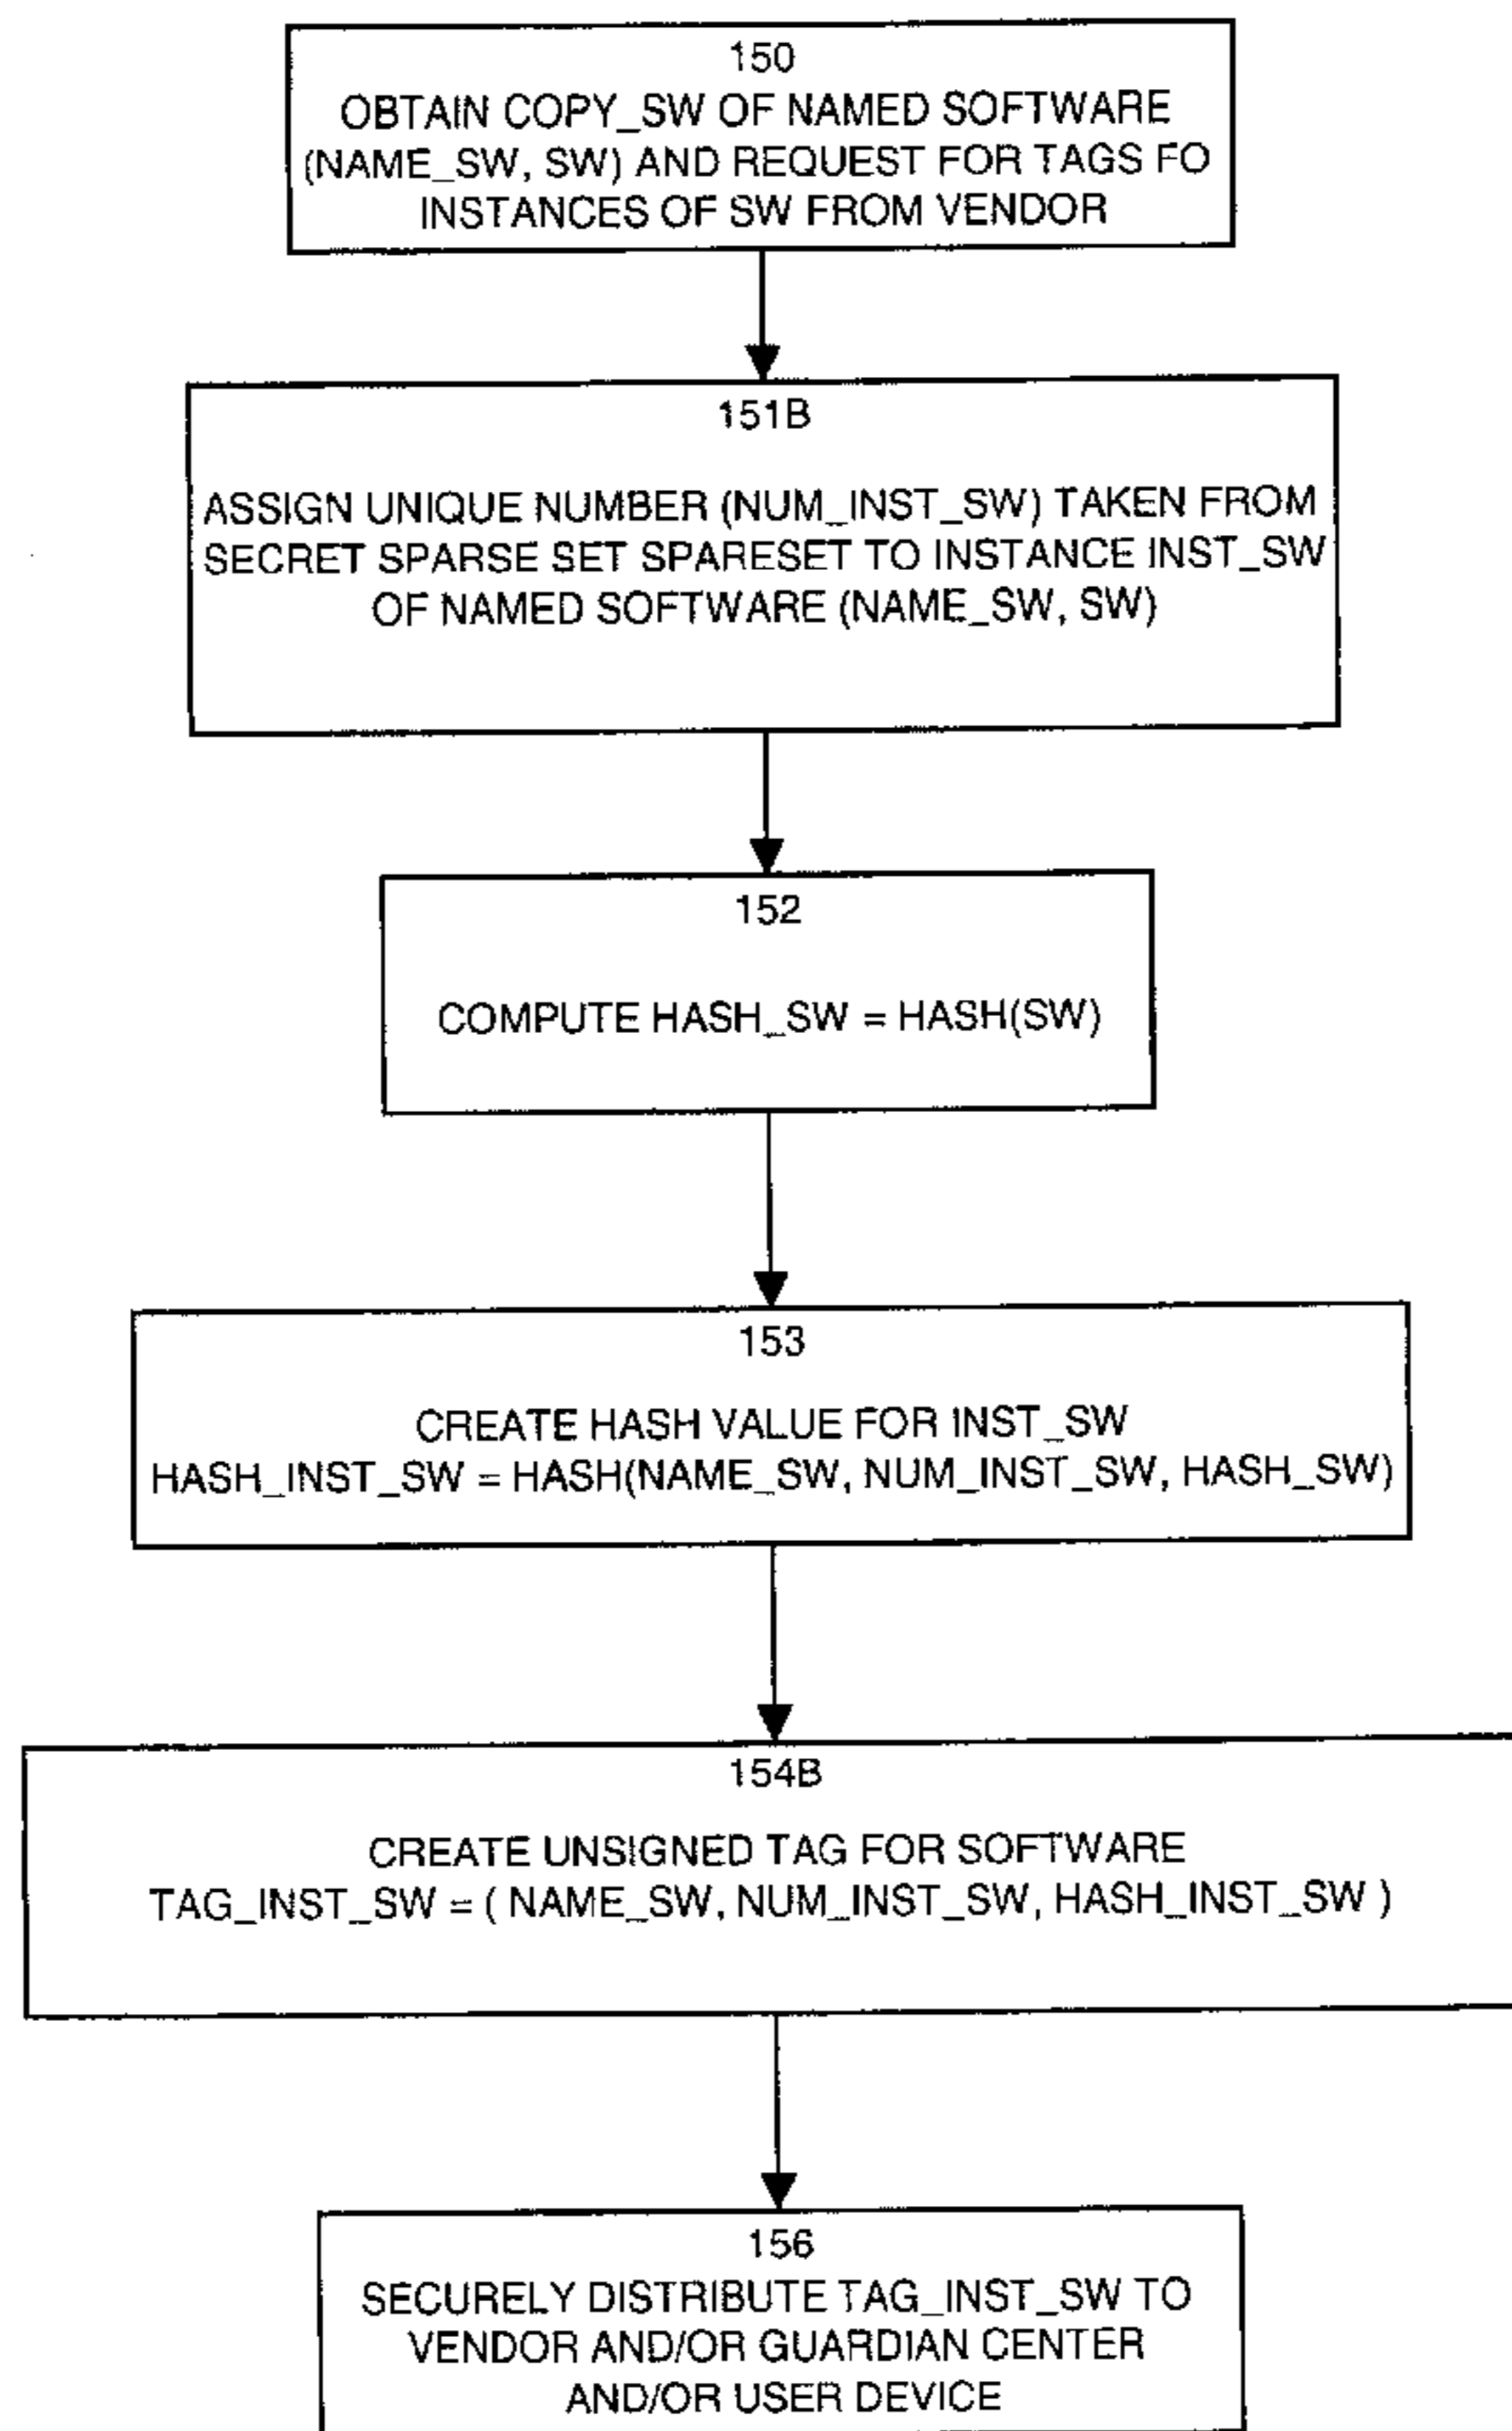 150
OBTAIN COPY_SW OF NAMED SOFTWARE
(NAME_SW, SW) AND REQUEST FOR TAGS FO
INSTANCES OF SW FROM VENDOR
151B
ASSIGN UNIQUE NUMBER (NUM_INST_SW) TAKEN FROM
SECRET SPARSE SET SPARESET TO INSTANCE INST_SW
OF NAMED SOFTWARE (NAME_SW, SW)
152
COMPUTE HASH_SW = HASH(SW)
153
CREATE HASH VALUE FOR INST_SW
HASH_INST_SW = HASH(NAME_SW, NUM_INST_SW, HASH_SW)
154B
CREATE UNSIGNED TAG FOR SOFTWARE
TAG_INST_SW = ( NAME_SW, NUM_INST_SW, HASH_INST_SW )
156
SECURELY DISTRIBUTE TAG_INST_SW TO
VENDOR AND/OR GUARDIAN CENTER
AND/OR USER DEVICE